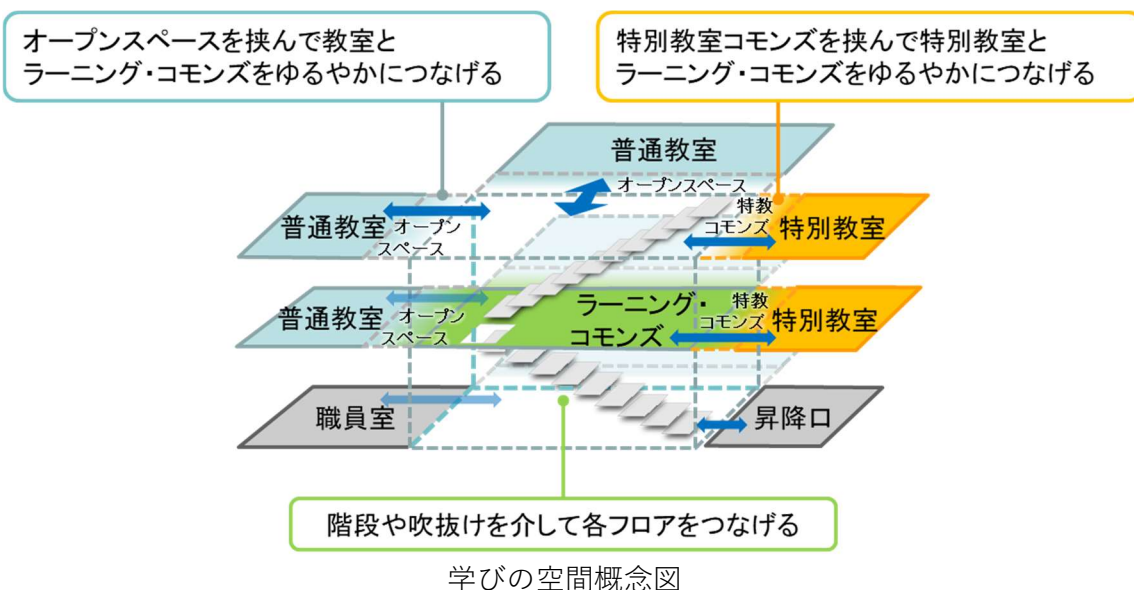 オープンスペースを挟んで教室と
ラーニング・コモンズをゆるやかにつなげる
特別教室コモンズを挟んで特別教室と
ラーニング・コモンズをゆるやかにつなげる
普通教室
オープンスペース
普通教室
オープン
スペース
特教
コモンズ
特別教室
普通教室
オープン
スペース
ラーニング・
コモンズ
特教
コモンズ
特別教室
職員室
昇降口
階段や吹抜けを介して各フロアをつなげる
学びの空間概念図